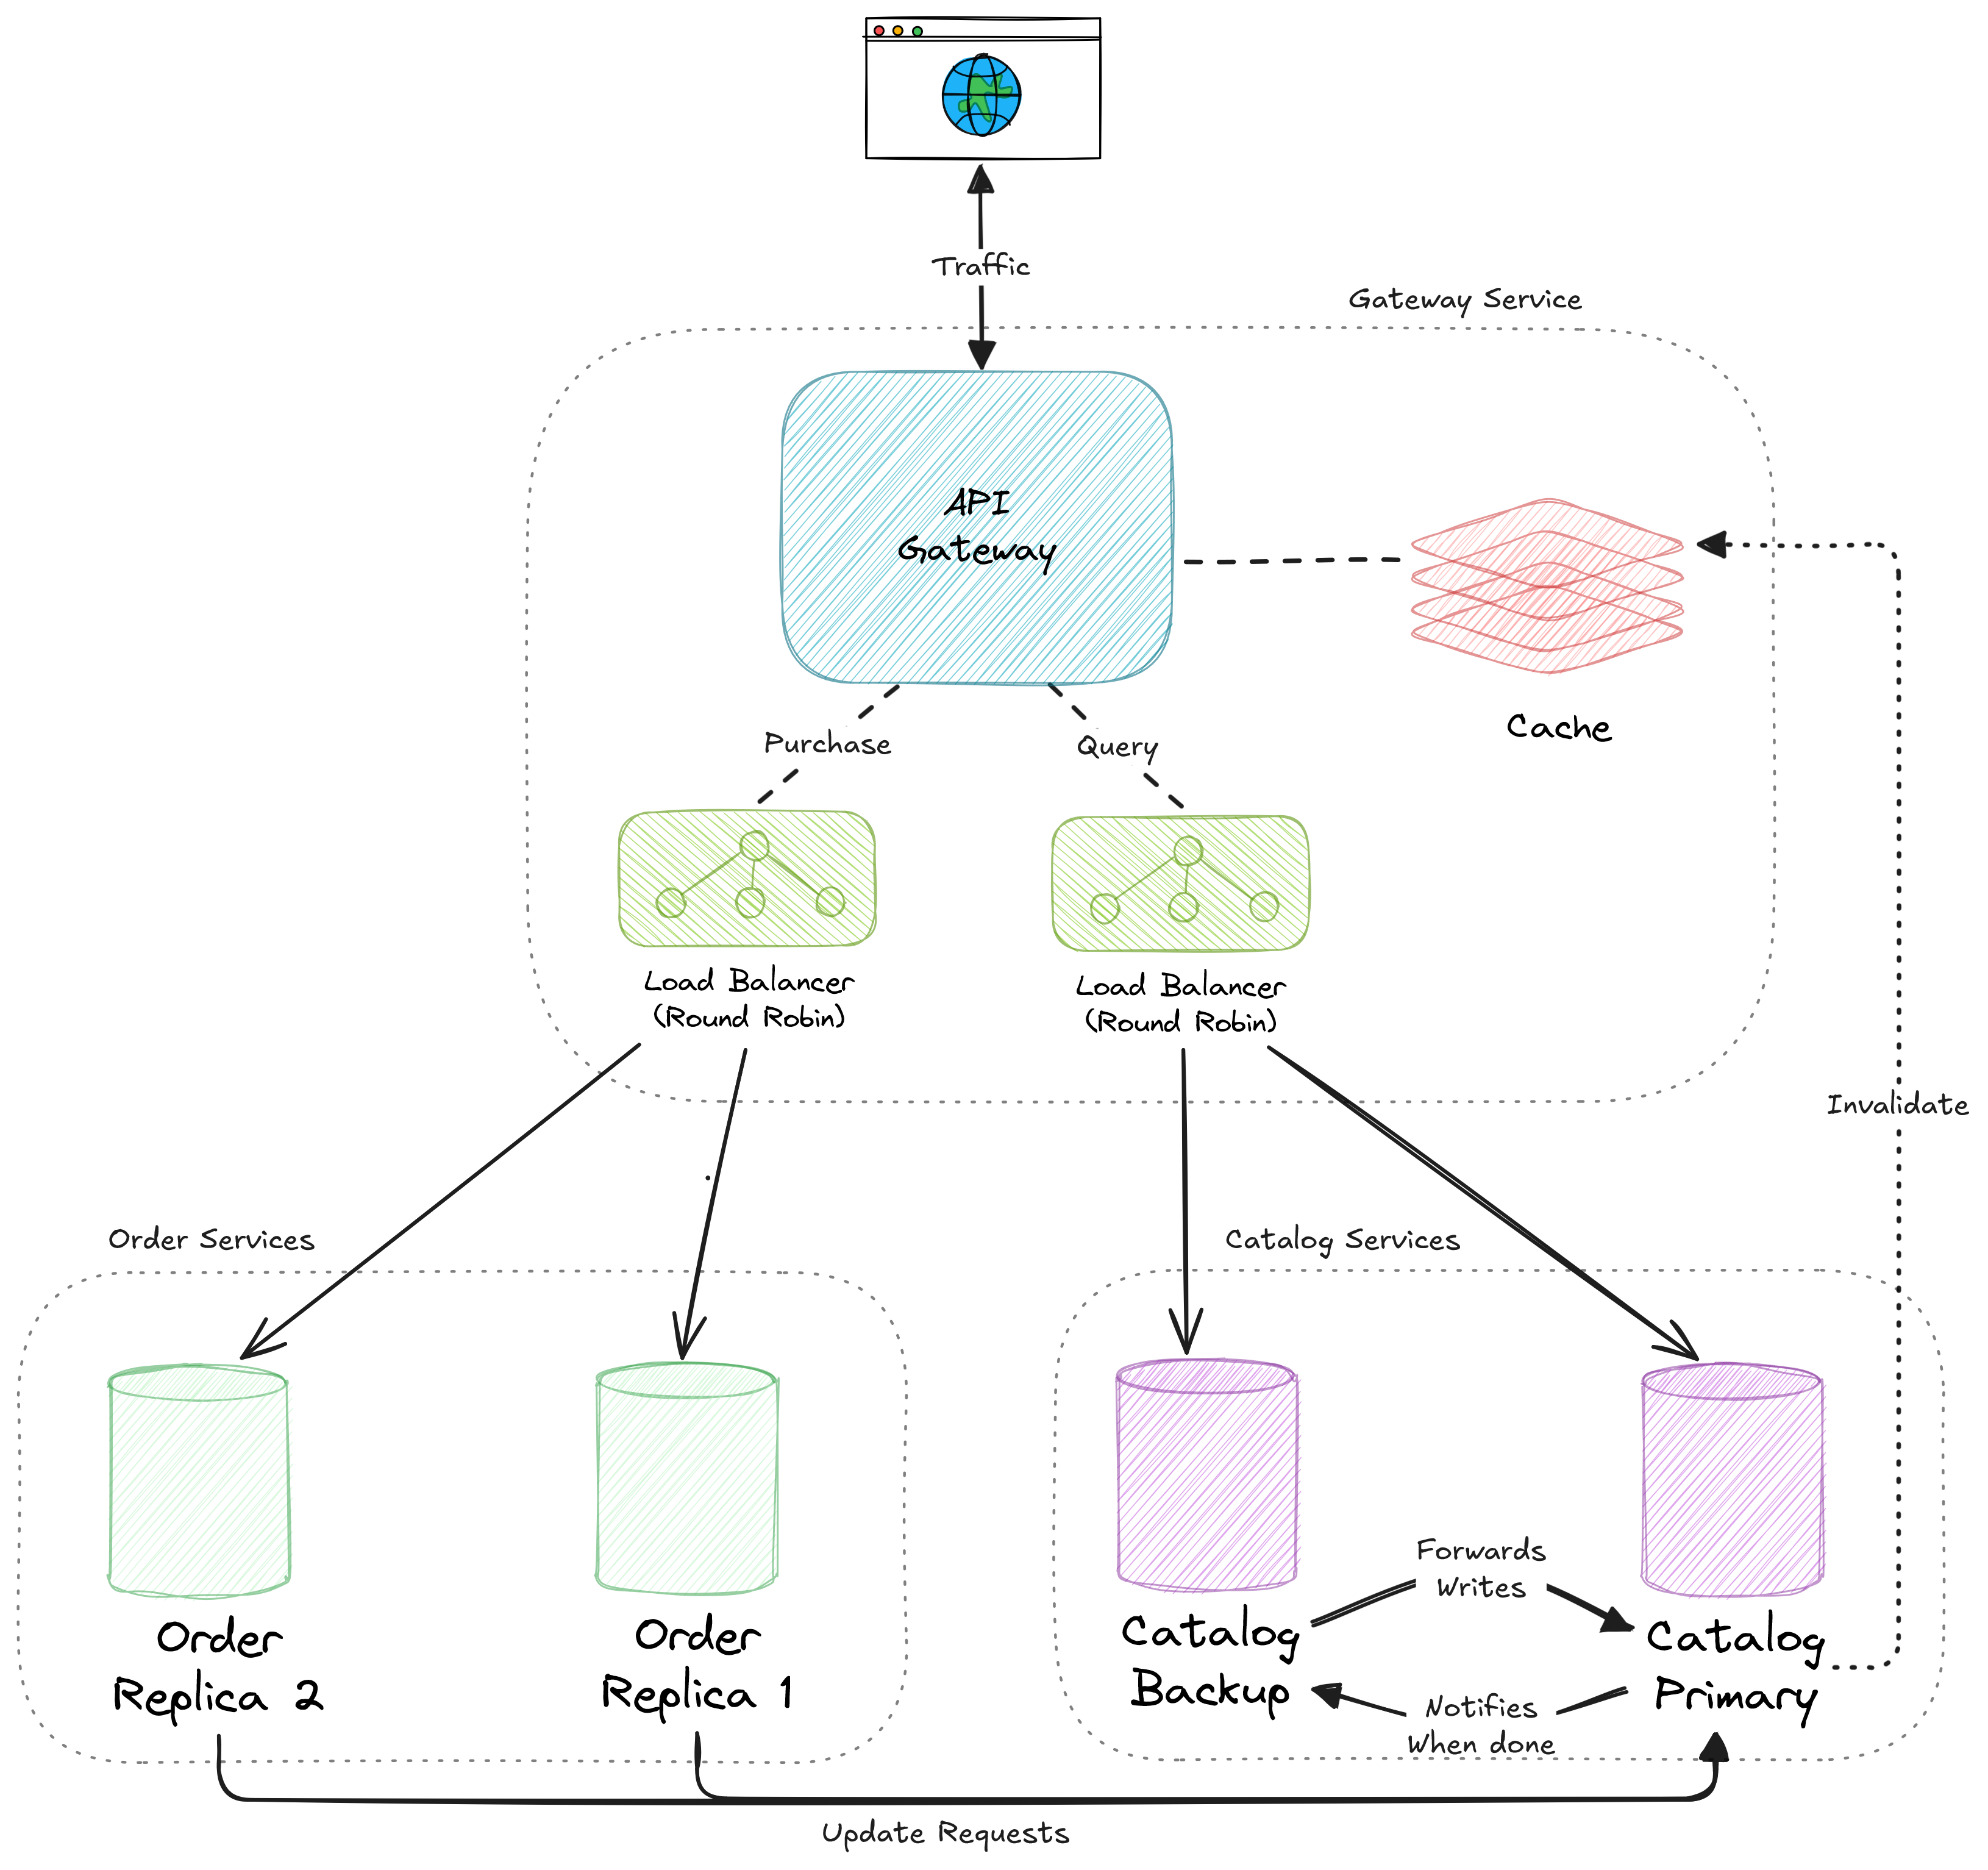 Traffic
Gateway Service
API
Gateway
Cache
Purchase
Query
Load Balancer
(Round Robin)
Load Balancer
(Round Robin)
Invalidate
Order Services
Catalog Services
Forwards
Writes
Order
Replica 2
Order
Replica 1
Catalog
Backup
Catalog
Primary
Notifies
When done
Update Requests